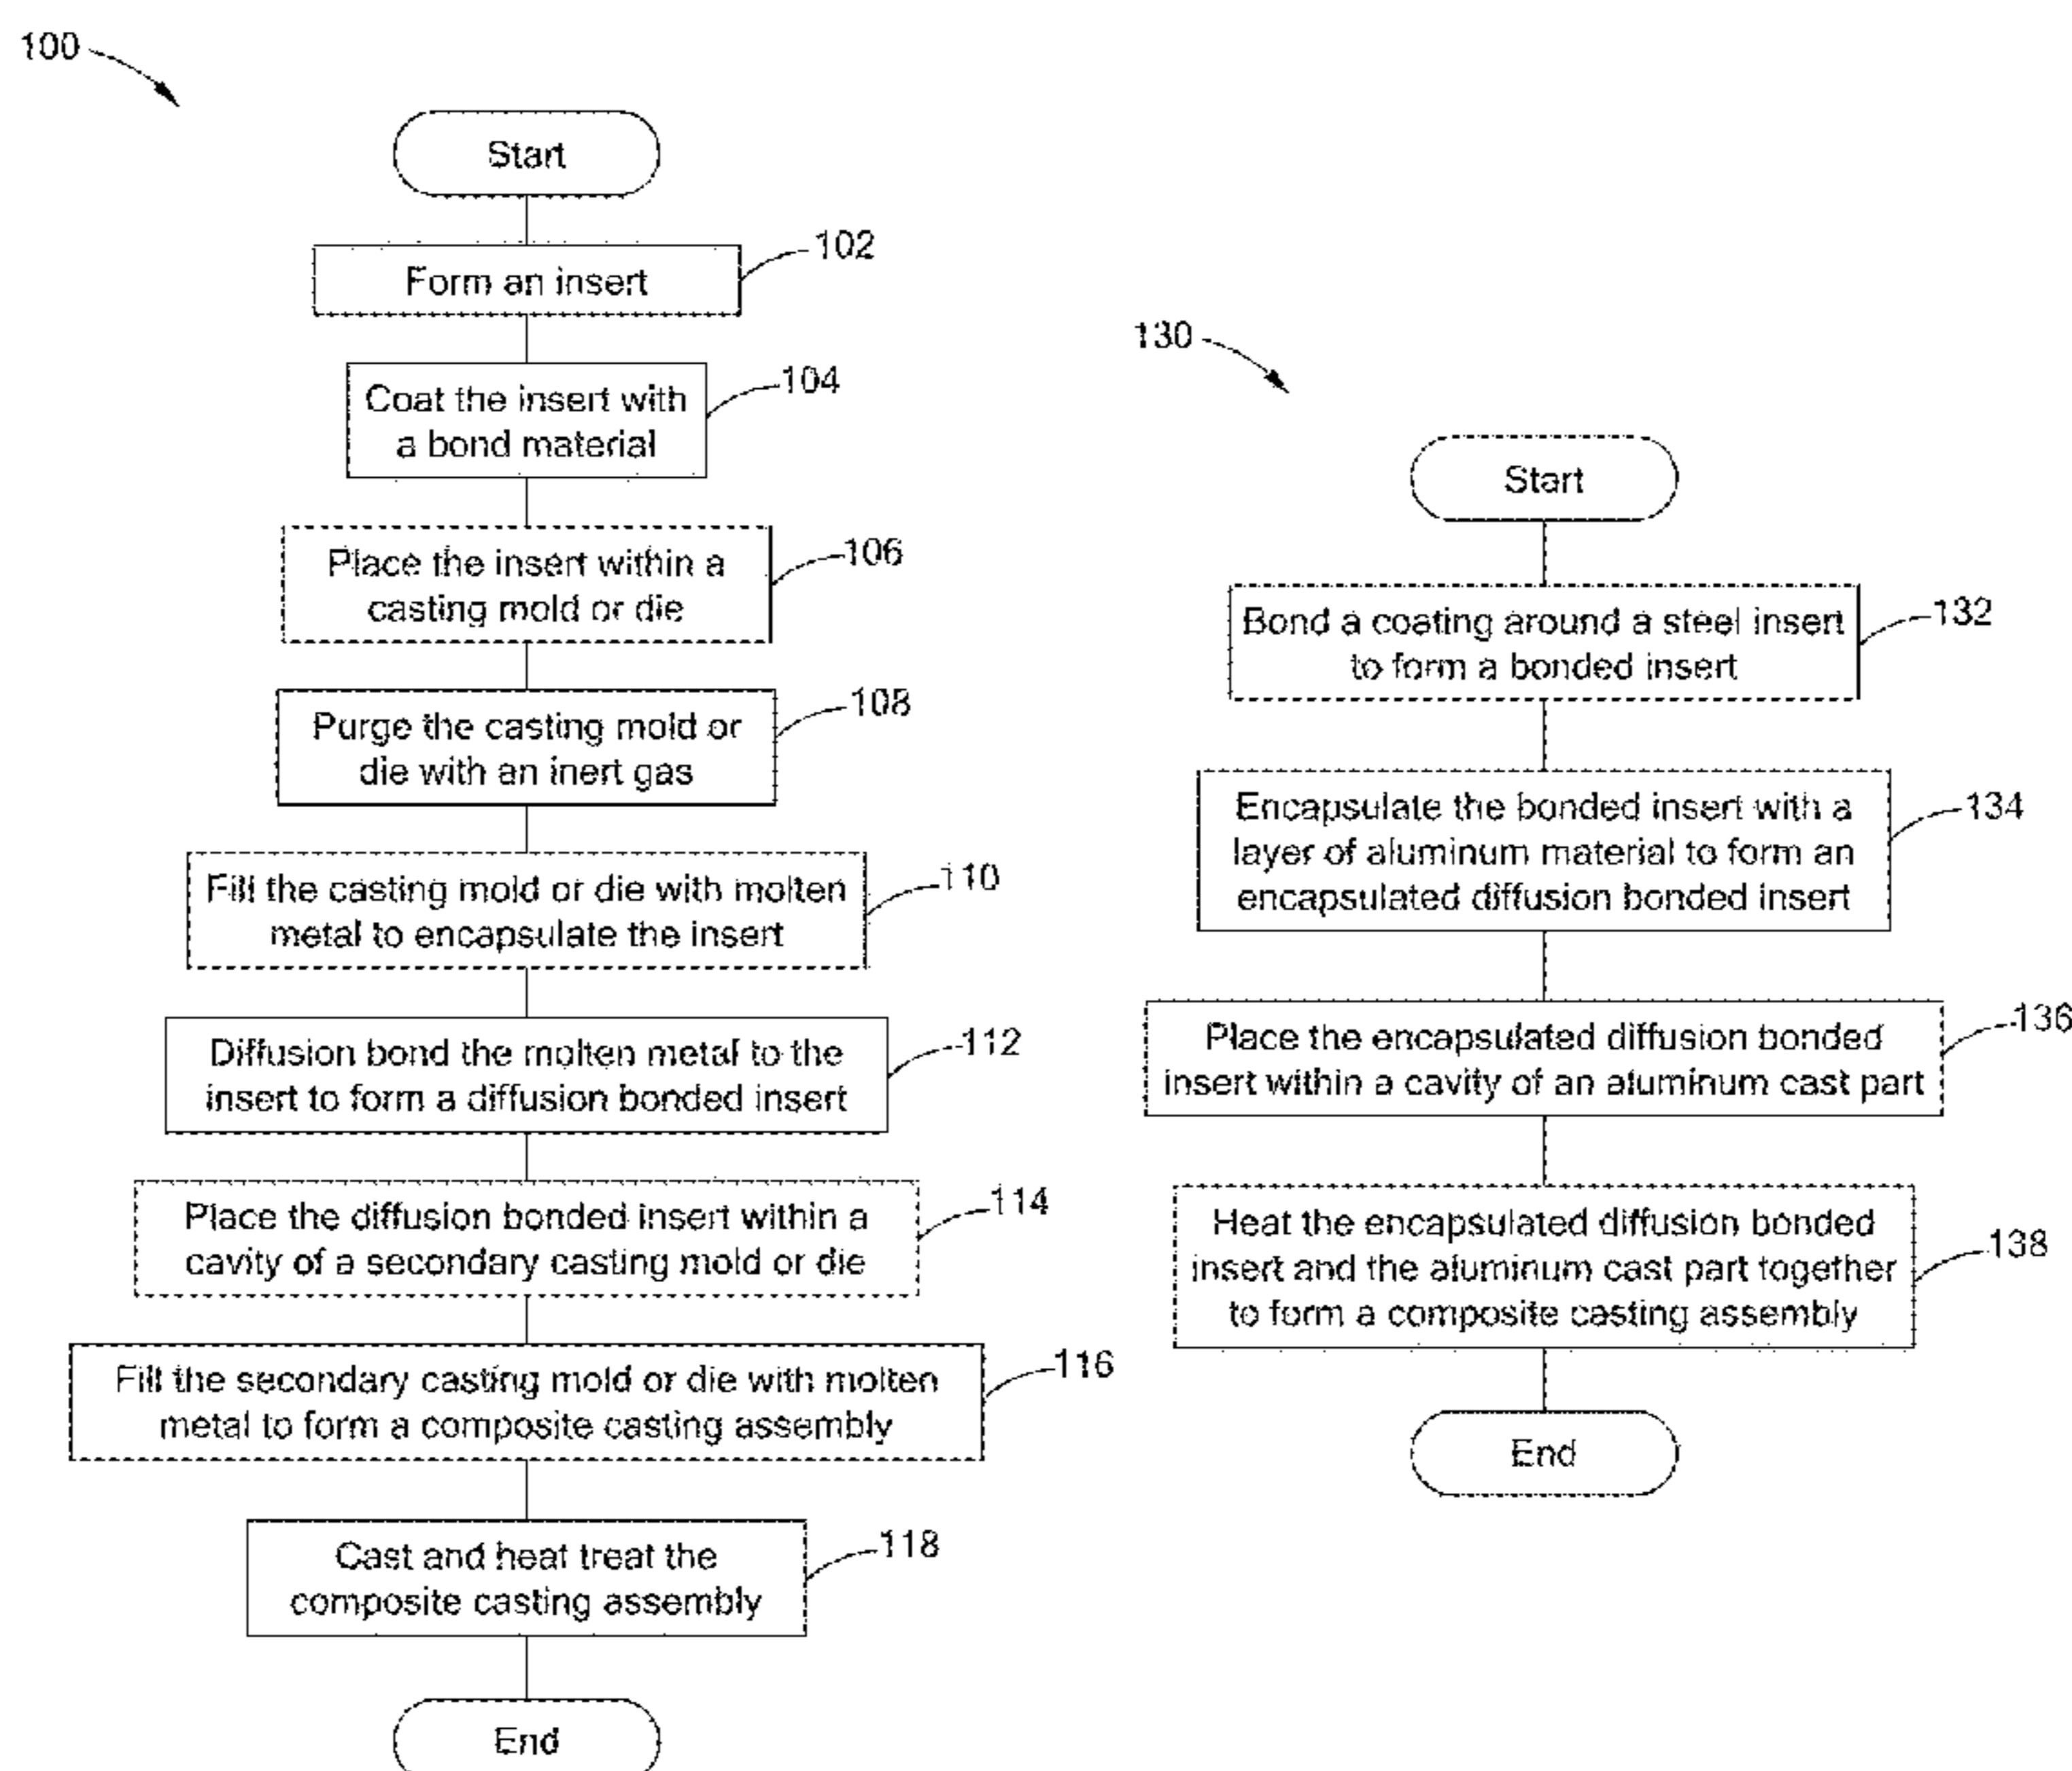 100
Start
Form an insert
102
Coat the insert with
a bond material
104
Place the insert within a
casting mold or die
106
Purge the casting mold or
die with an inert gas
108
Fill the casting mold or die with molten
metal to encapsulate the insert
110
Diffusion bond the molten metal to the
insert to form a diffusion bonded insert
112
Place the diffusion bonded insert within a
cavity of a secondary casting mold or die
114
Fill the secondary casting mold or die with molten
metal to form a composite casting assembly
116
Cast and heat treat the
composite casting assembly
118
End
130
Start
Bond a coating around a steel insert
to form a bonded insert
132
Encapsulate the bonded insert with a
layer of aluminum material to form an
encapsulated diffusion bonded insert
134
Place the encapsulated diffusion bonded
insert within a cavity of an aluminum cast part
136
Heat the encapsulated diffusion bonded
insert and the aluminum cast part together
to form a composite casting assembly
138
End